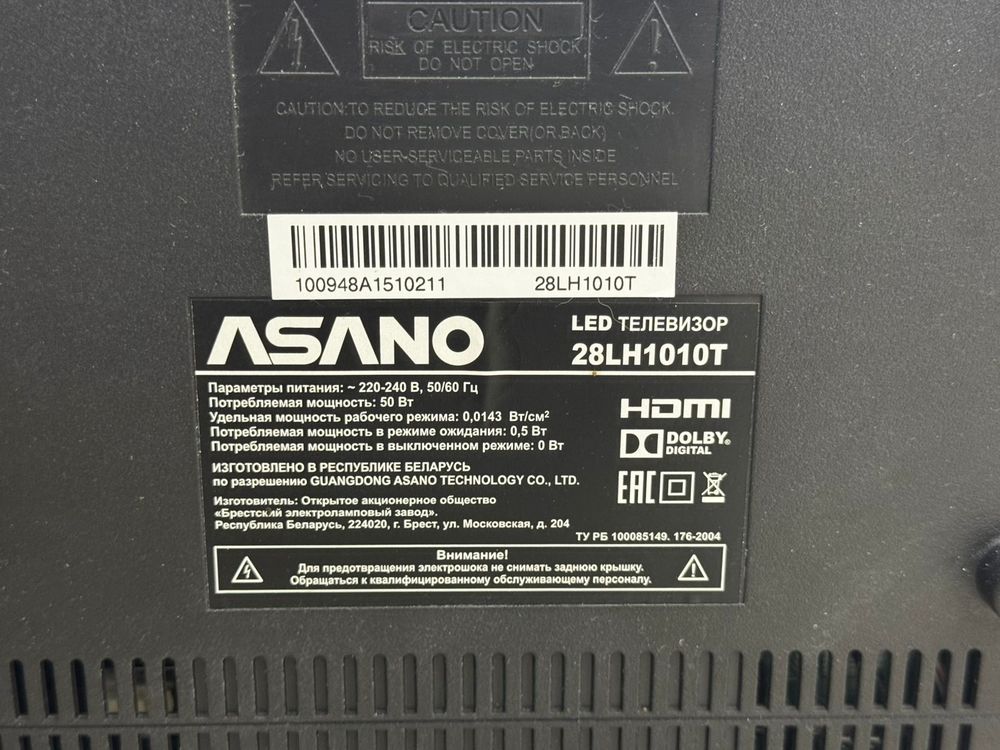 CAUTION
RISK OF ELECTRIC SHOCK
DO NOT OPEN
CAUTION:TO REDUCE THE RISK OF ELECTRIC SHOCK.
DO NOT REMOVE COVER(OR BACK)
NO USER-SERVICEABLE PARTS INSIDE
REFER SERVICING TO QUALIFIED SERVICE PERSONNEL
100948A1510211 28LH1010T
ASANO
LED ТЕЛЕВИЗОР
28LH1010T
Параметры питания: ~ 220-240 В, 50/60 Гц
Потребляемая мощность: 50 Вт
Удельная мощность рабочего режима: 0,0143 Вт/см²
Потребляемая мощность в режиме ожидания: 0,5 Вт
Потребляемая мощность в выключенном режиме: 0 Вт
HDMI
DOLBY®
DIGITAL
ИЗГОТОВЛЕНО В РЕСПУБЛИКЕ БЕЛАРУСЬ
по разрешению GUANGDONG ASANO TECHNOLOGY CO., LTD.
EAC
Изготовитель: Открытое акционерное общество
«Брестский электроламповый завод».
Республика Беларусь, 224020, г. Брест, ул. Московская, д. 204
ТУ РБ 100085149. 176-2004
Внимание!
Для предотвращения электрошока не снимать заднюю крышку.
Обращаться к квалифицированному обслуживающему персоналу.